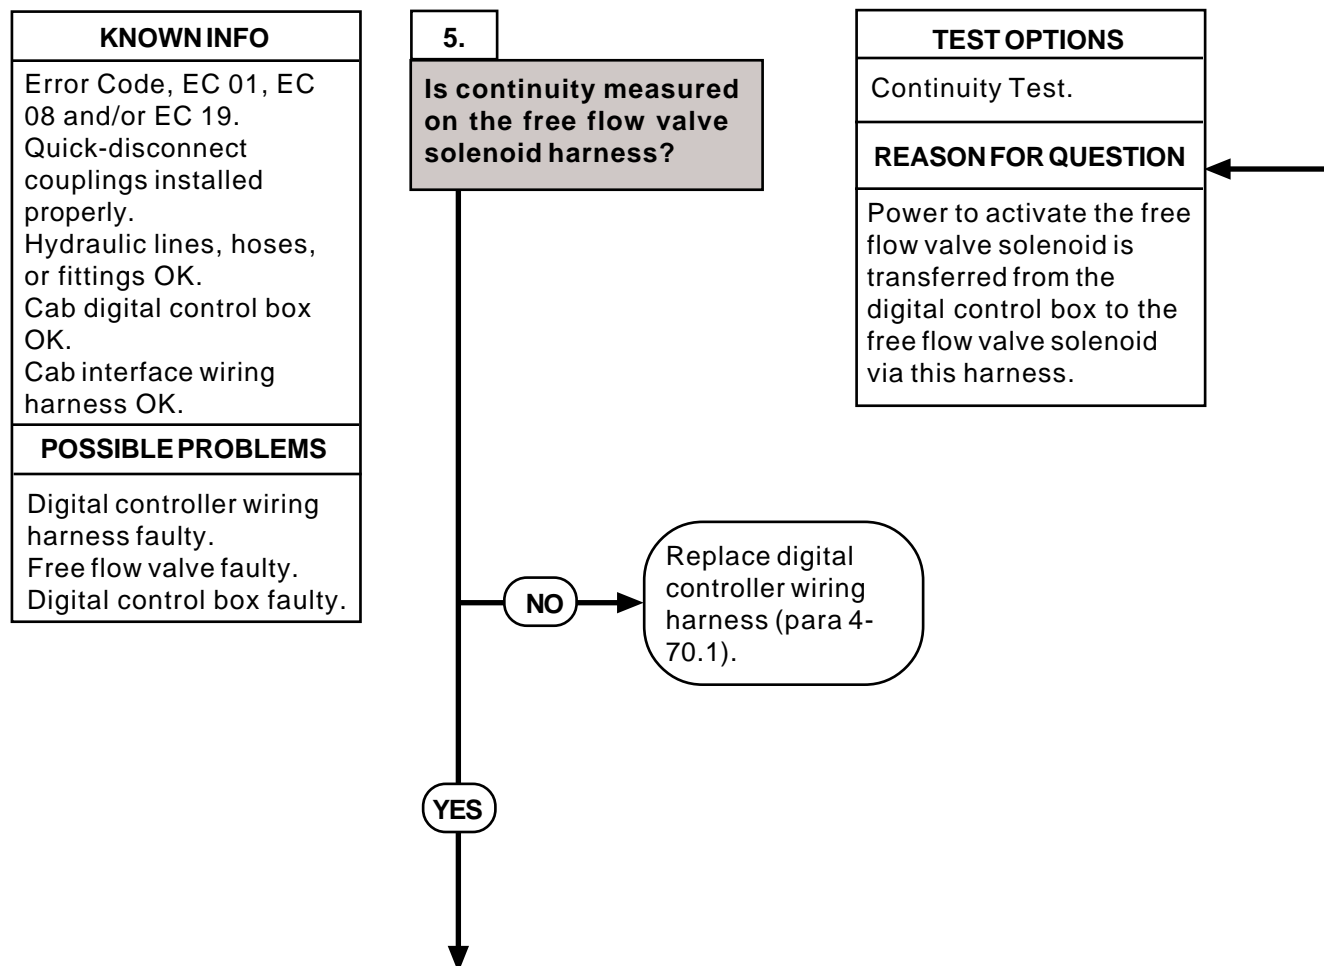 KNOWN INFO
Error Code, EC 01, EC
08 and/or EC 19.
Quick-disconnect
couplings installed
properly.
Hydraulic lines, hoses,
or fittings OK.
Cab digital control box
OK.
Cab interface wiring
harness OK.
POSSIBLE PROBLEMS
Digital controller wiring
harness faulty.
Free flow valve faulty.
Digital control box faulty.
5.
Is continuity measured
on the free flow valve
solenoid harness?
NO
Replace digital
controller wiring
harness (para 4-
70.1).
YES
TEST OPTIONS
Continuity Test.
REASON FOR QUESTION
Power to activate the free
flow valve solenoid is
transferred from the
digital control box to the
free flow valve solenoid
via this harness.